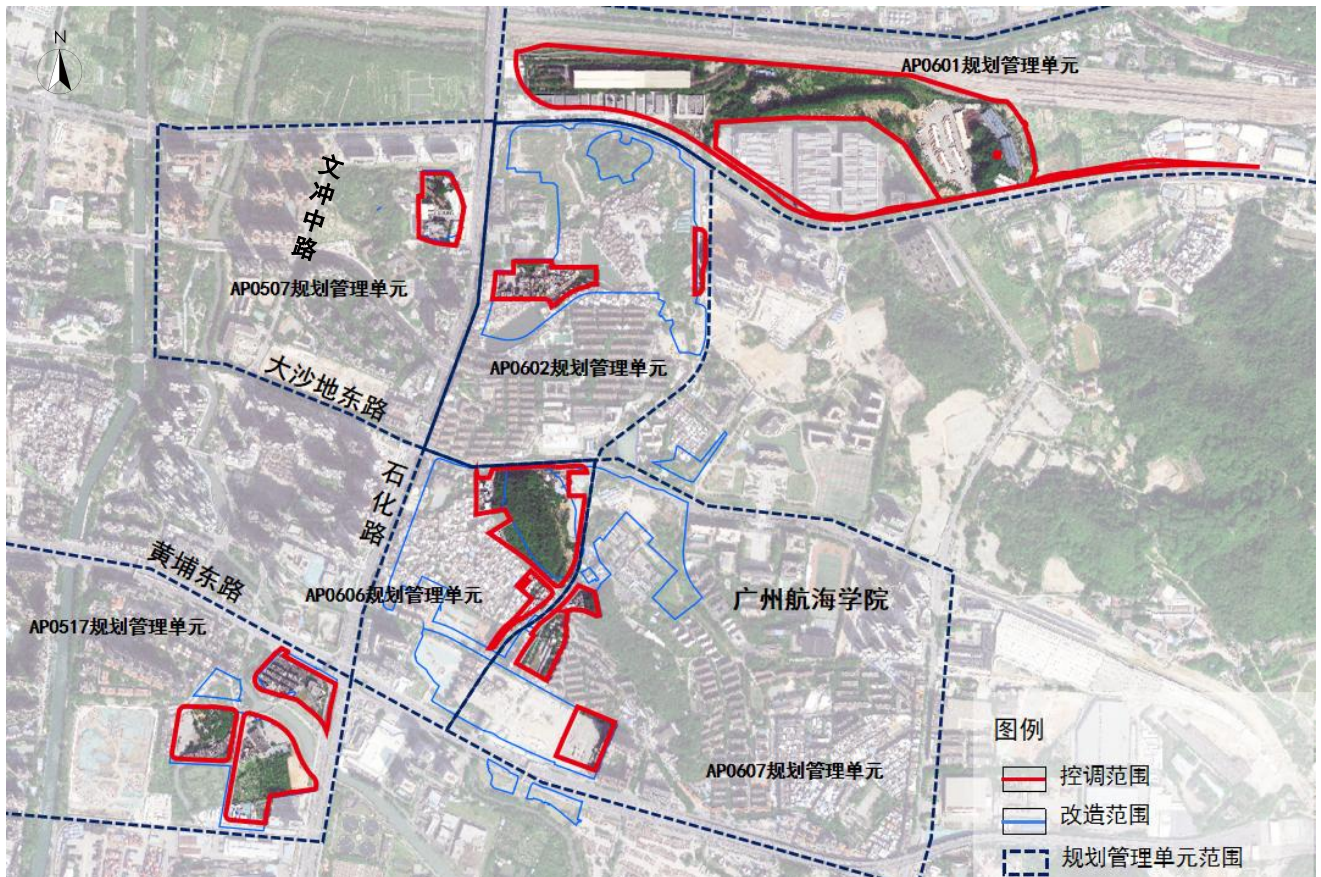 N
AP0601规划管理单元
文冲中路
AP0507规划管理单元
AP0602规划管理单元
大沙地东路
石化路
黄埔东路
AP0606规划管理单元
广州航海学院
AP0517规划管理单元
AP0607规划管理单元
图例
控调范围
改造范围
规划管理单元范围